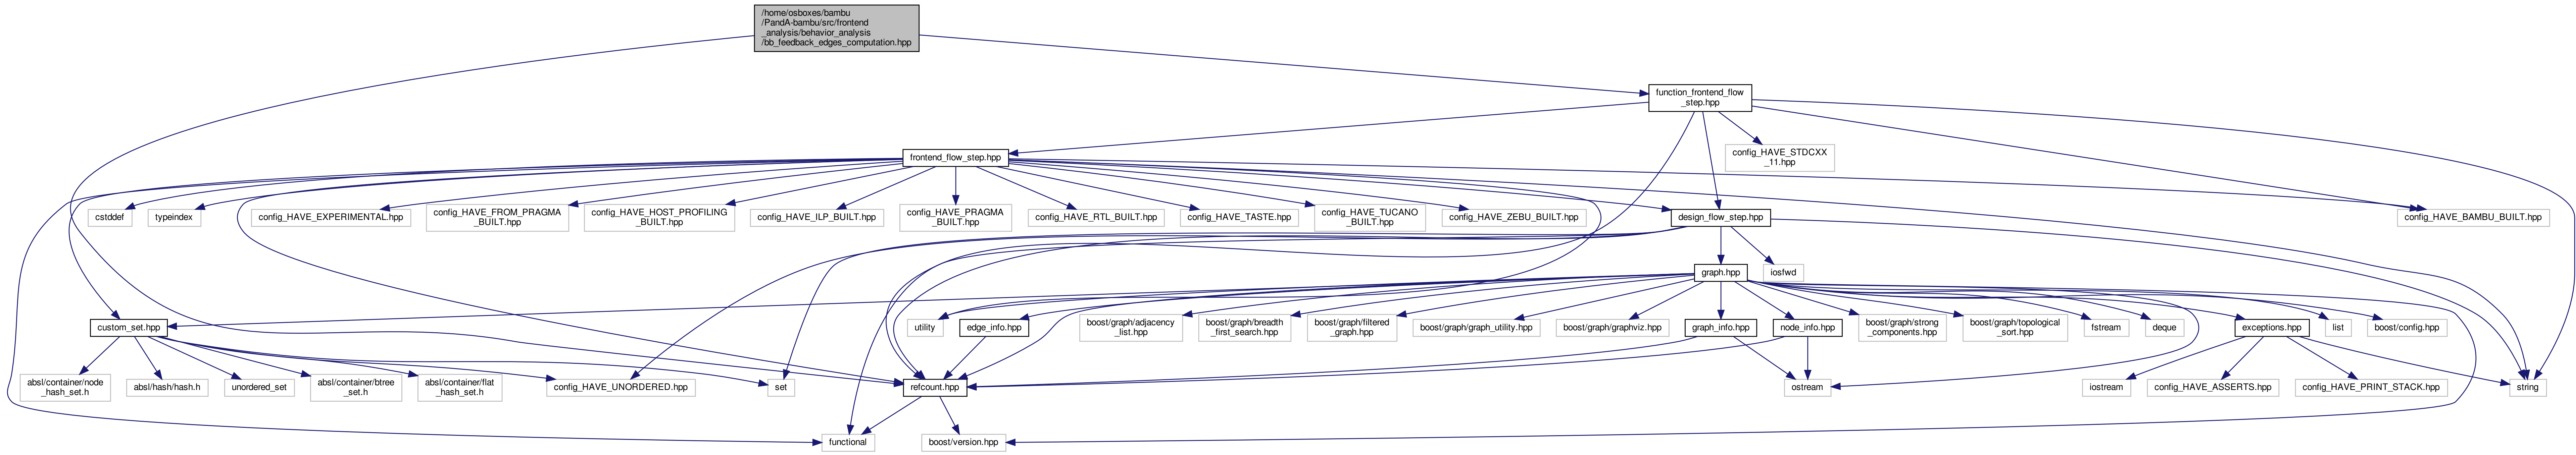 /home/osboxes/bambu
/PandA-bambu/src/frontend
_analysis/behavior_analysis
/bb_feedback_edges_computation.hpp
function_frontend_flow
_step.hpp
frontend_flow_step.hpp
config_HAVE_STDCXX
_11.hpp
cstddef
typeindex
config_HAVE_EXPERIMENTAL.hpp
config_HAVE_FROM_PRAGMA
_BUILT.hpp
config_HAVE_HOST_PROFILING
_BUILT.hpp
config_HAVE_ILP_BUILT.hpp
config_HAVE_PRAGMA
_BUILT.hpp
config_HAVE_RTL_BUILT.hpp
config_HAVE_TASTE.hpp
config_HAVE_TUCANO
_BUILT.hpp
config_HAVE_ZEBU_BUILT.hpp
design_flow_step.hpp
config_HAVE_BAMBU_BUILT.hpp
graph.hpp
iosfwd
custom_set.hpp
utility
edge_info.hpp
boost/graph/adjacency
_list.hpp
boost/graph/breadth
_first_search.hpp
boost/graph/filtered
_graph.hpp
boost/graph/graph_utility.hpp
boost/graph/graphviz.hpp
graph_info.hpp
node_info.hpp
boost/graph/strong
_components.hpp
boost/graph/topological
_sort.hpp
fstream
deque
exceptions.hpp
list
boost/config.hpp
absl/container/node
_hash_set.h
absl/hash/hash.h
unordered_set
absl/container/btree
_set.h
absl/container/flat
_hash_set.h
config_HAVE_UNORDERED.hpp
set
refcount.hpp
ostream
iostream
config_HAVE_ASSERTS.hpp
config_HAVE_PRINT_STACK.hpp
string
functional
boost/version.hpp